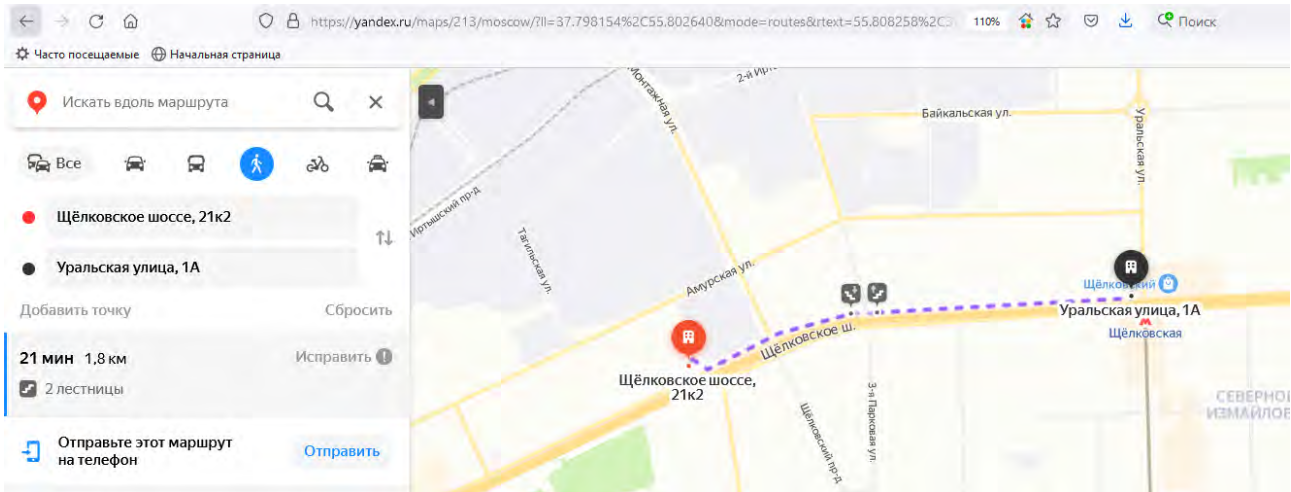 https://yandex.ru/maps/213/moscow/?ll=37.798154%2C55.802640&mode=routes&rtext=55.808258%2C3
110%
Поиск
Часто посещаемые
Начальная страница
Искать вдоль маршрута
Все
Щёлковское шоссе, 21к2
Уральская улица, 1А
Добавить точку
Сбросить
21 мин 1,8 км
Исправить
2 лестницы
Отправьте этот маршрут
на телефон
Отправить
Монтажная ул.
2-й Ирты
Байкальская ул.
Уральская ул.
Иртышский пр-д
Тагильская ул.
Амурская ул.
Щёлковский
Уральская улица, 1А
Щёлковская
Щёлковское ш.
Щёлковское шоссе,
21к2
3-я Парковая ул.
Щёлковский пр-д
СЕВЕРНОЕ
ИЗМАЙЛОВ